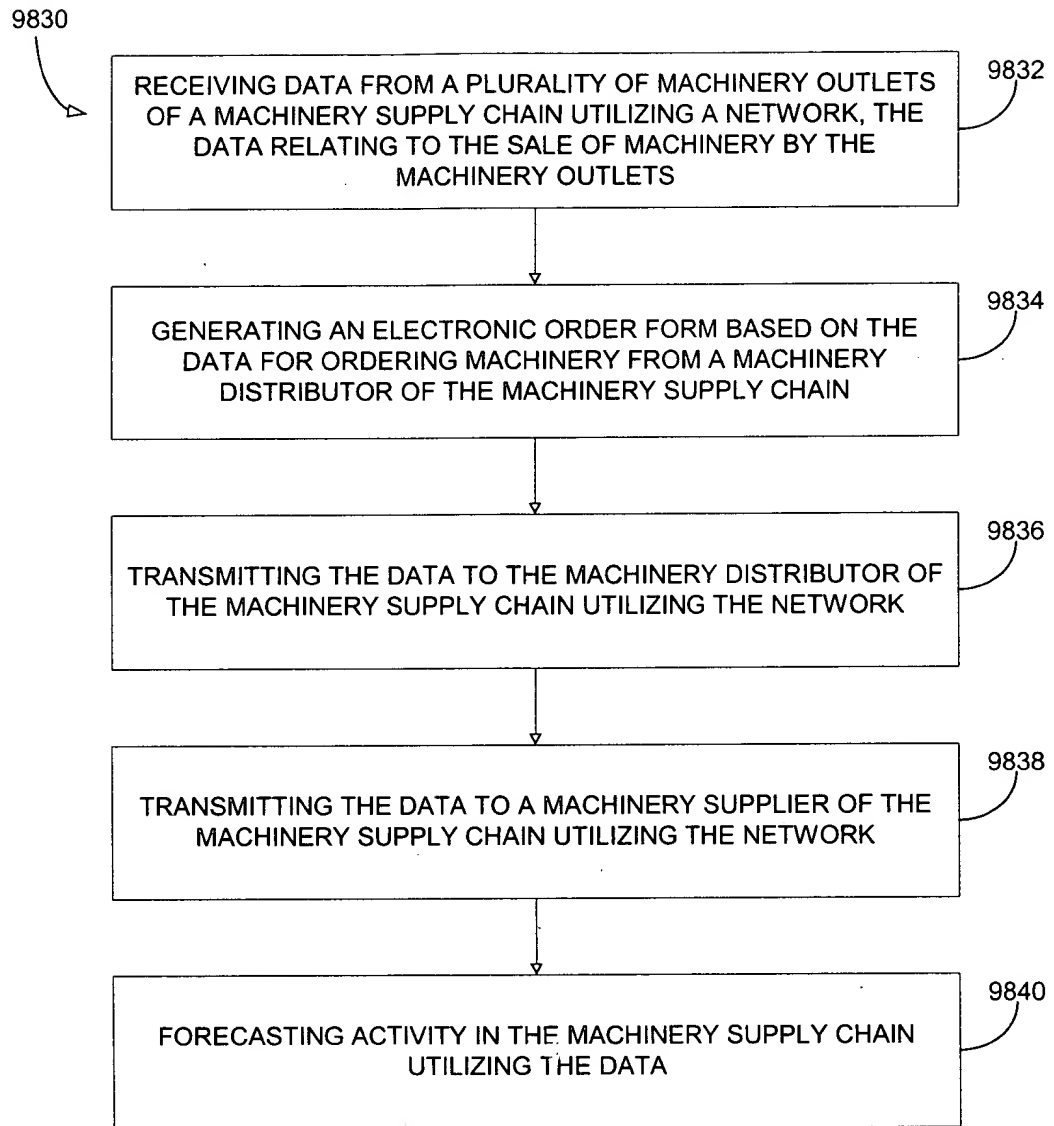 9830
RECEIVING DATA FROM A PLURALITY OF MACHINERY OUTLETS
OF A MACHINERY SUPPLY CHAIN UTILIZING A NETWORK, THE
DATA RELATING TO THE SALE OF MACHINERY BY THE
MACHINERY OUTLETS
9832
GENERATING AN ELECTRONIC ORDER FORM BASED ON THE
DATA FOR ORDERING MACHINERY FROM A MACHINERY
DISTRIBUTOR OF THE MACHINERY SUPPLY CHAIN
9834
TRANSMITTING THE DATA TO THE MACHINERY DISTRIBUTOR OF
THE MACHINERY SUPPLY CHAIN UTILIZING THE NETWORK
9836
TRANSMITTING THE DATA TO A MACHINERY SUPPLIER OF THE
MACHINERY SUPPLY CHAIN UTILIZING THE NETWORK
9838
FORECASTING ACTIVITY IN THE MACHINERY SUPPLY CHAIN
UTILIZING THE DATA
9840